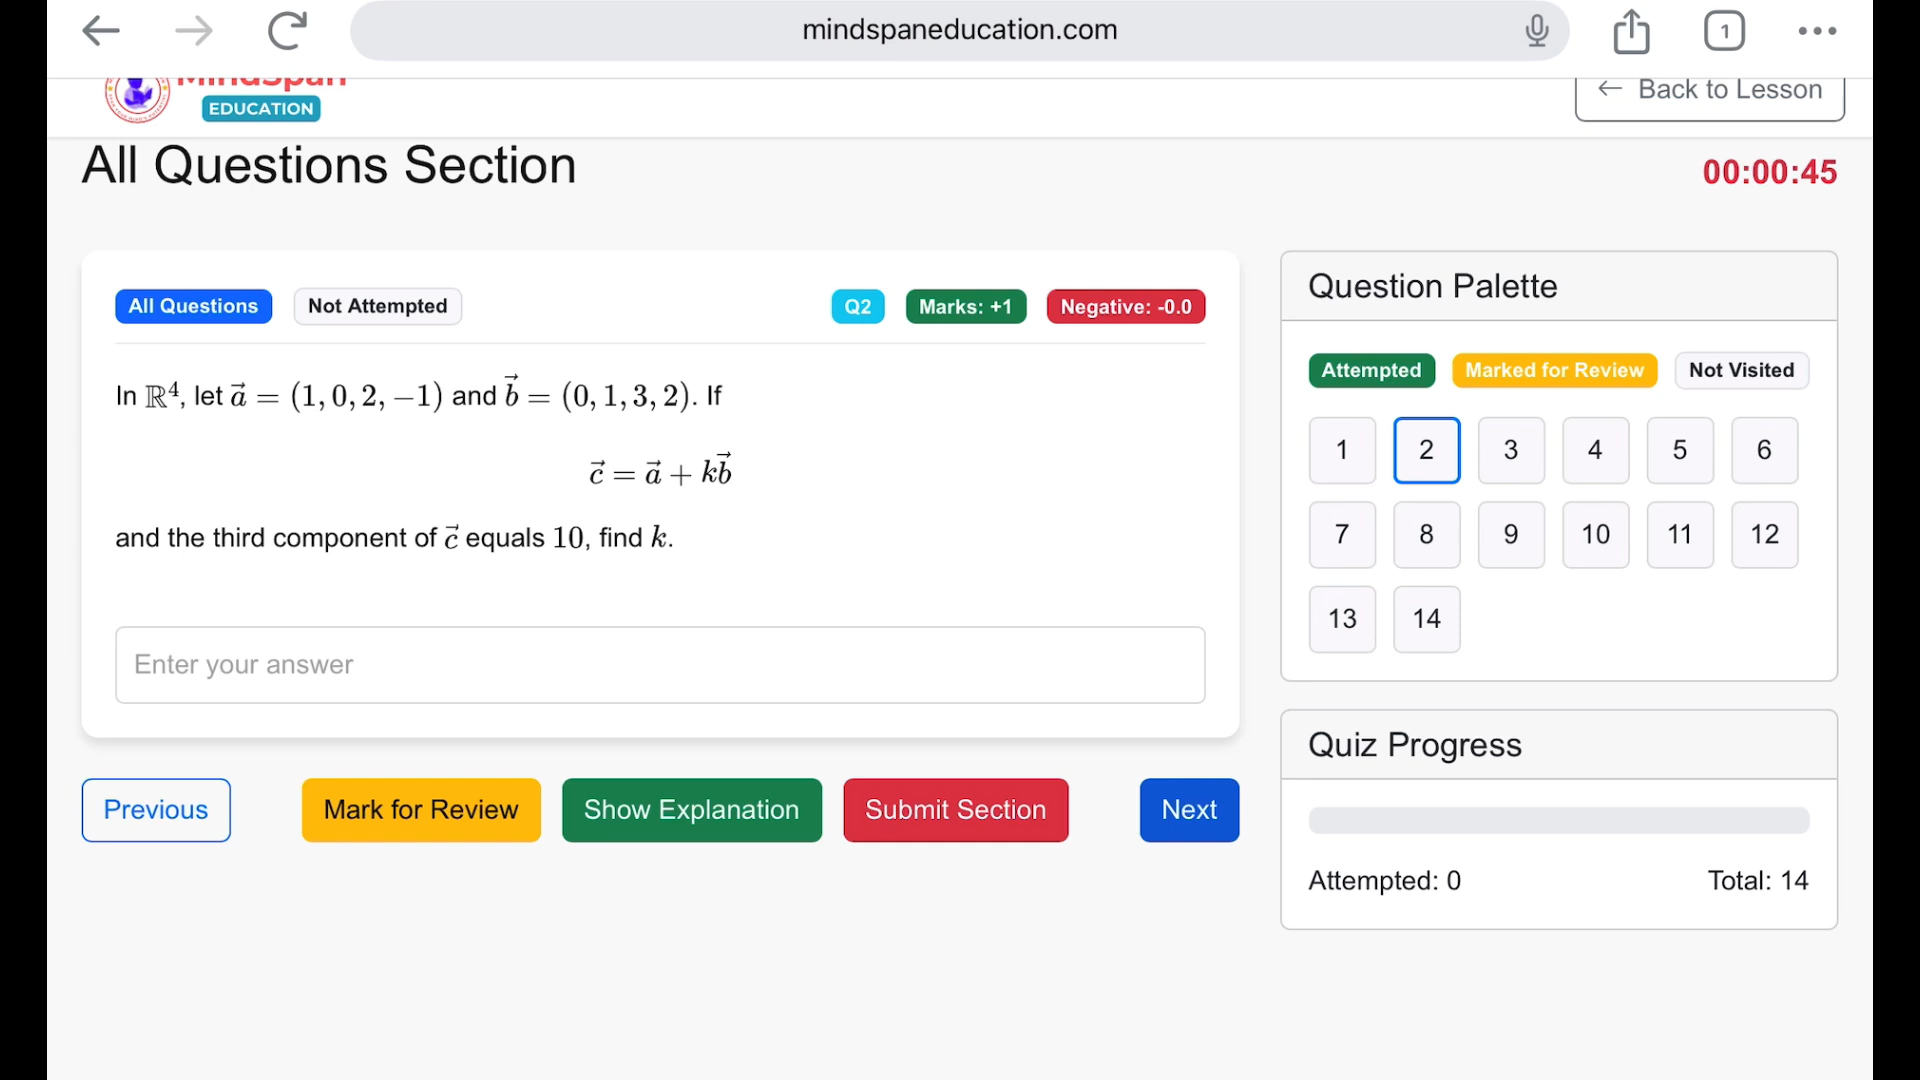 mindspaneducation.com
1
MindSpan
EDUCATION
← Back to Lesson
All Questions Section
00:00:45
All Questions
Not Attempted
Q2
Marks: +1
Negative: -0.0
In ℝ⁴, let a⃗ = (1, 0, 2, −1) and b⃗ = (0, 1, 3, 2). If
c⃗ = a⃗ + kb⃗
and the third component of c⃗ equals 10, find k.
Enter your answer
Previous
Mark for Review
Show Explanation
Submit Section
Next
Question Palette
Attempted
Marked for Review
Not Visited
1 2 3 4 5 6
7 8 9 10 11 12
13 14
Quiz Progress
Attempted: 0
Total: 14